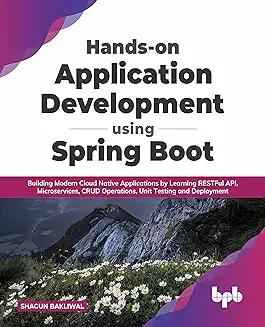 Hands-on
Application
Development
using
Spring Boot
Building Modern Cloud Native Applications by Learning RESTFul API,
Microservices, CRUD Operations, Unit Testing and Deployment
SHAGUN BAKLIWAL
bpb